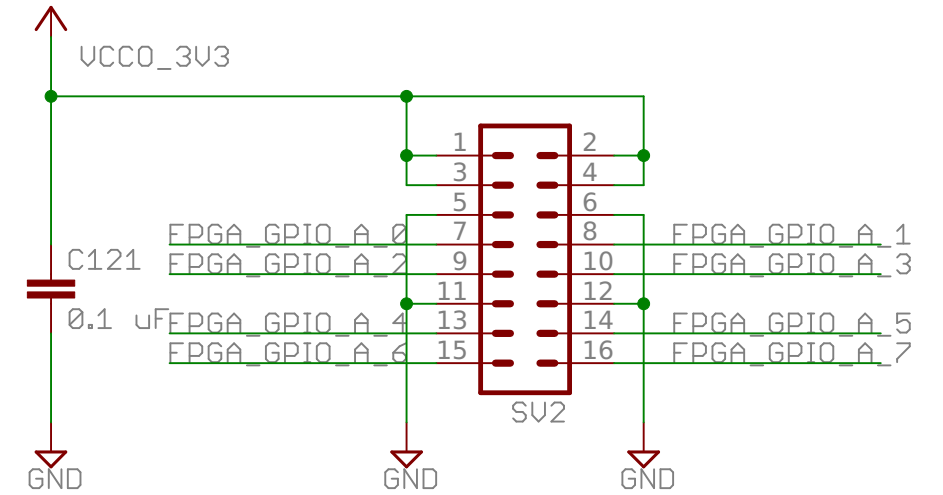 VCCO_3V3
1 2
3 4
5 6
FPGA_GPIO_A_0 7 8 FPGA_GPIO_A_1
C121 FPGA_GPIO_A_2 9 10 FPGA_GPIO_A_3
11 12
0.1 uF FPGA_GPIO_A_4 13 14 FPGA_GPIO_A_5
FPGA_GPIO_A_6 15 16 FPGA_GPIO_A_7
SV2
GND GND GND